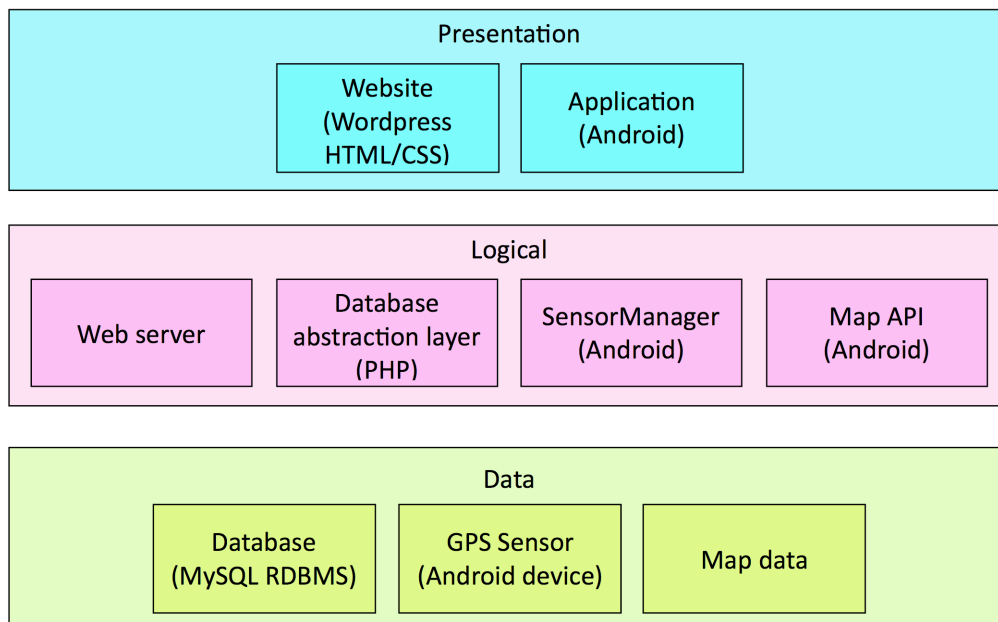 Presentation
Website
(Wordpress
HTML/CSS)
Application
(Android)
Logical
Web server
Database
abstraction layer
(PHP)
SensorManager
(Android)
Map API
(Android)
Data
Database
(MySQL RDBMS)
GPS Sensor
(Android device)
Map data